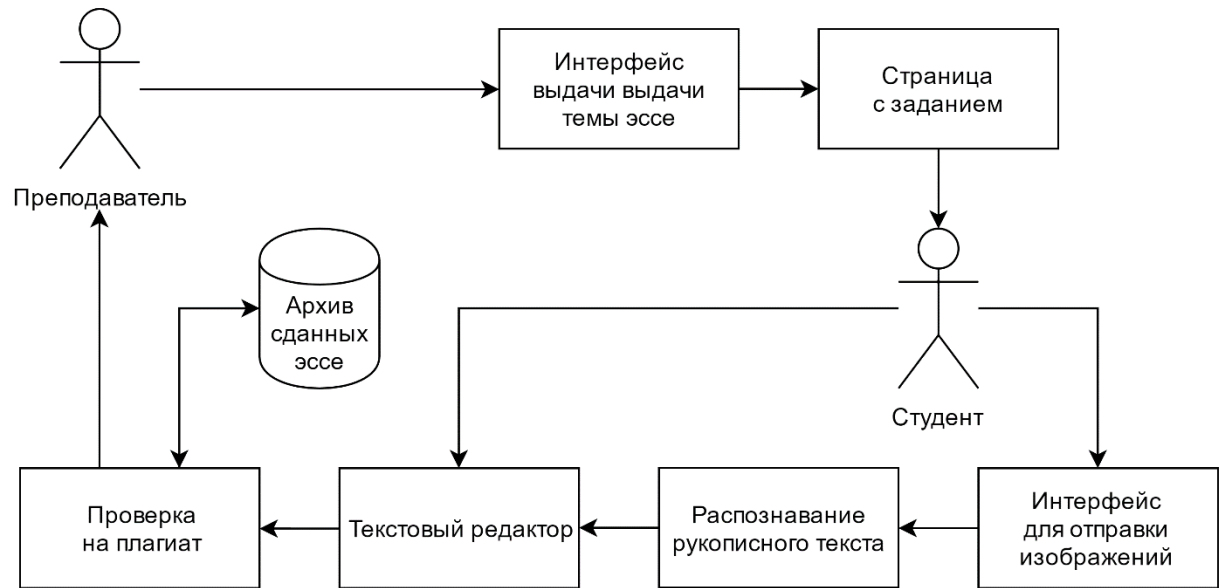 Интерфейс
выдачи выдачи
темы эссе
Страница
с заданием
Преподаватель
Архив
сданных
эссе
Студент
Проверка
на плагиат
Текстовый редактор
Распознавание
рукописного текста
Интерфейс
для отправки
изображений